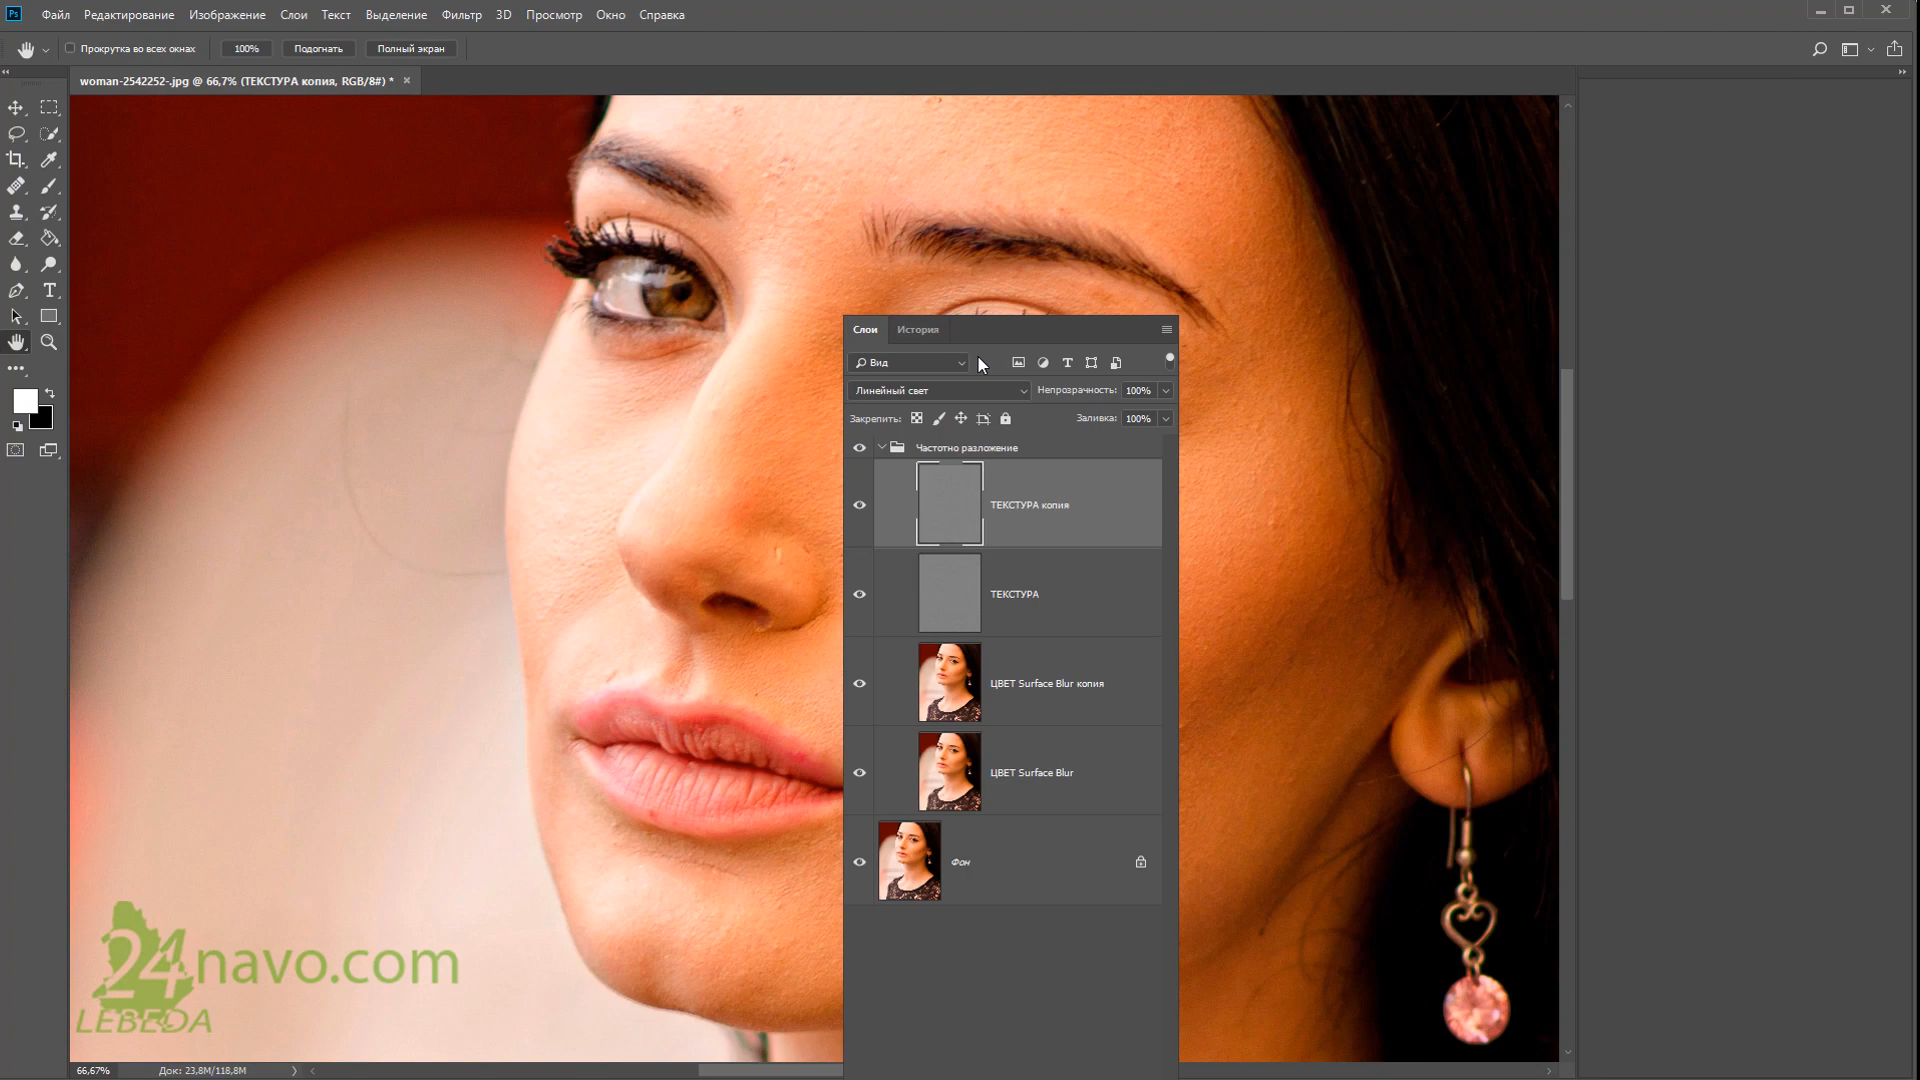 Ps Файл Редактирование Изображение Слои Текст Выделение Фильтр 3D Просмотр Окно Справка
Прокрутка во всех окнах 100% Подогнать Полный экран
woman-2542252-.jpg @ 66,7% (ТЕКСТУРА копия, RGB/8#) *
Слои История
Вид
Линейный свет Непрозрачность: 100%
Закрепить: Заливка: 100%
Частотно разложение
ТЕКСТУРА копия
ТЕКСТУРА
ЦВЕТ Surface Blur копия
ЦВЕТ Surface Blur
Фон
24navo.com
LEBEDA
66,67% Док: 23,8M/118,8M